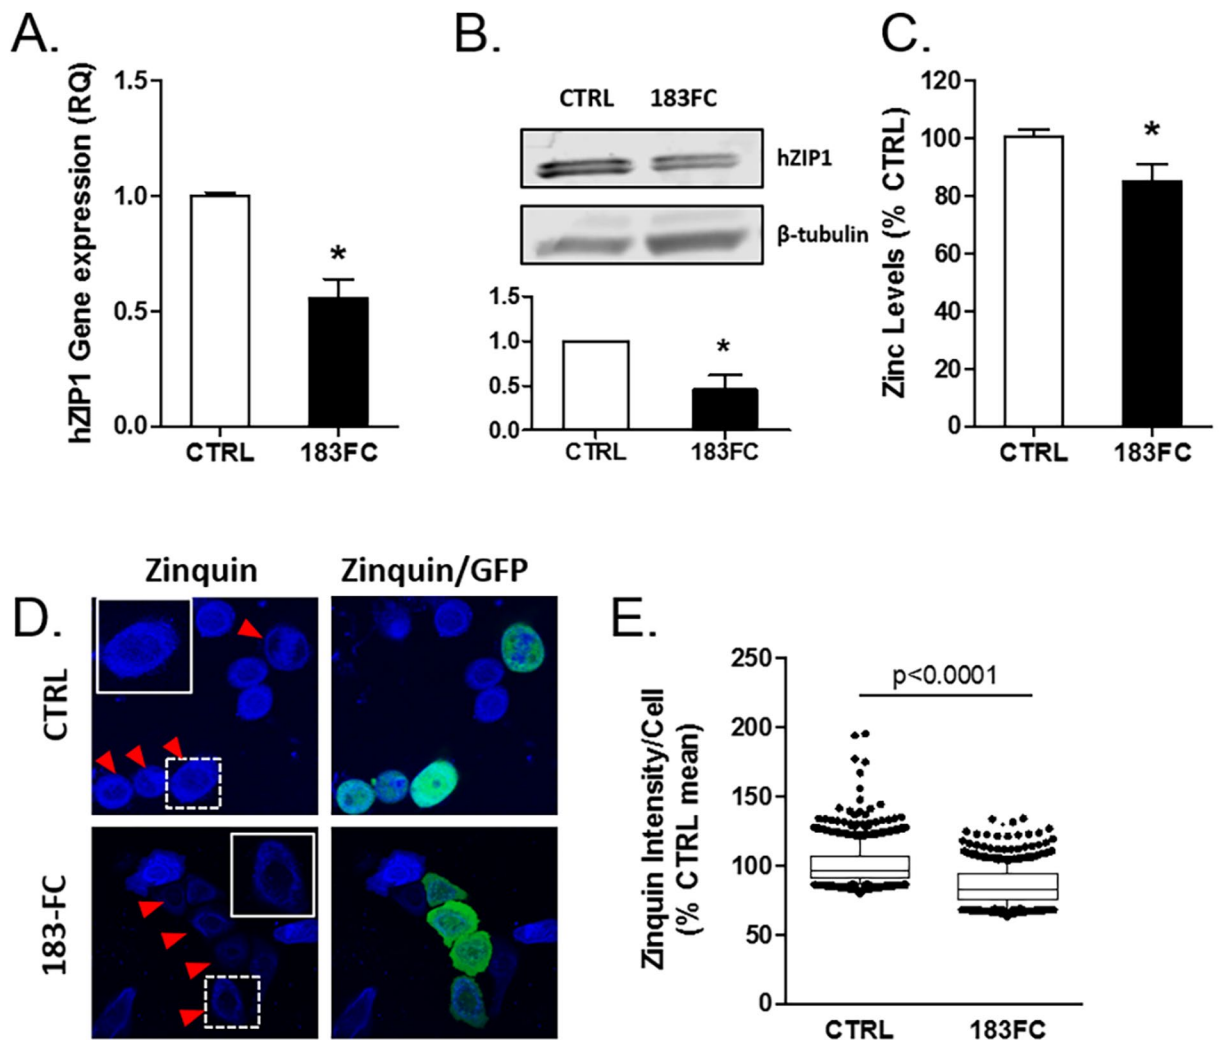 A.
hZIP1 Gene expression (RQ)
1.5
1.0
0.5
0.0
*
CTRL
183FC
B.
CTRL 183FC
hZIP1
β-tubulin
1.5
1.0
0.5
0.0
*
CTRL
183FC
C.
Zinc Levels (% CTRL)
120
100
80
60
40
20
0
*
CTRL
183FC
D.
Zinquin
Zinquin/GFP
CTRL
183-FC
E.
Zinquin Intensity/Cell
(% CTRL mean)
250
200
150
100
50
0
p<0.0001
CTRL
183FC